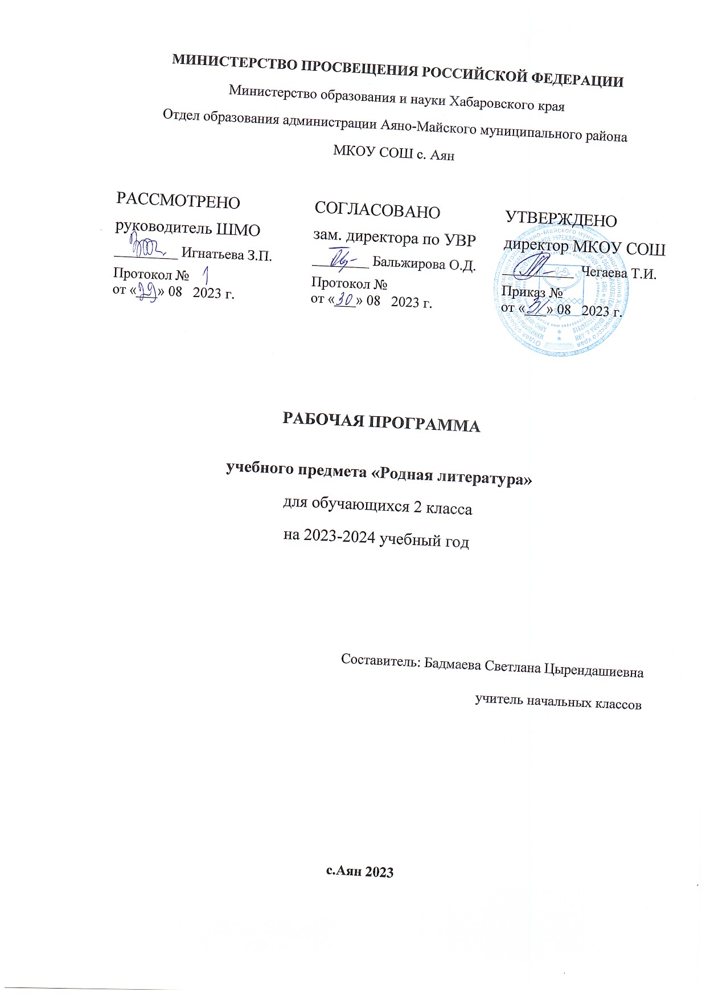 МИНИСТЕРСТВО ПРОСВЕЩЕНИЯ РОССИЙСКОЙ ФЕДЕРАЦИИ
Министерство образования и науки Хабаровского края
Отдел образования администрации Аяно-Майского муниципального района
МКОУ СОШ с. Аян
РАССМОТРЕНО
руководитель ШМО
Игнатьева З.П.
Протокол № 1
от «29» 08 2023 г.
СОГЛАСОВАНО
зам. директора по УВР
Бальжирова О.Д.
Протокол №
от «30» 08 2023 г.
УТВЕРЖДЕНО
директор МКОУ СОШ
Чегаева Т.И.
Приказ №
от «31» 08 2023 г.
РАБОЧАЯ ПРОГРАММА
учебного предмета «Родная литература»
для обучающихся 2 класса
на 2023-2024 учебный год
Составитель: Бадмаева Светлана Цырендашиевна
учитель начальных классов
с.Аян 2023